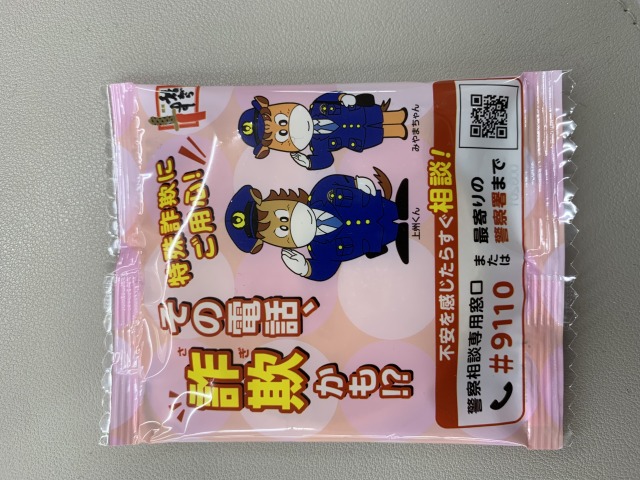 特殊詐欺に
ご用心!
その電話、
さぎ
詐欺かも!?
みやまちゃん
上州くん
不安を感じたらすぐ相談!
警察相談専用窓口
#9110
または
最寄りの
警察署まで